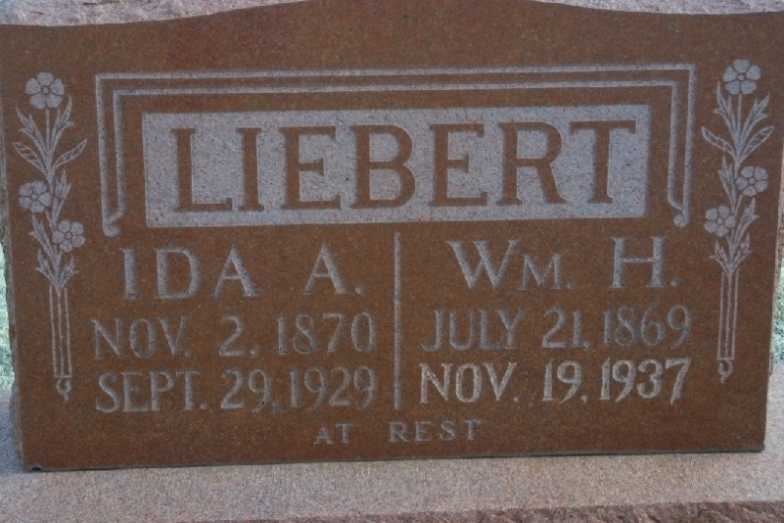 LIEBERT
IDA A.
NOV. 2, 1870
SEPT. 29, 1929
WM. H.
JULY 21, 1869
NOV. 19, 1937
AT REST